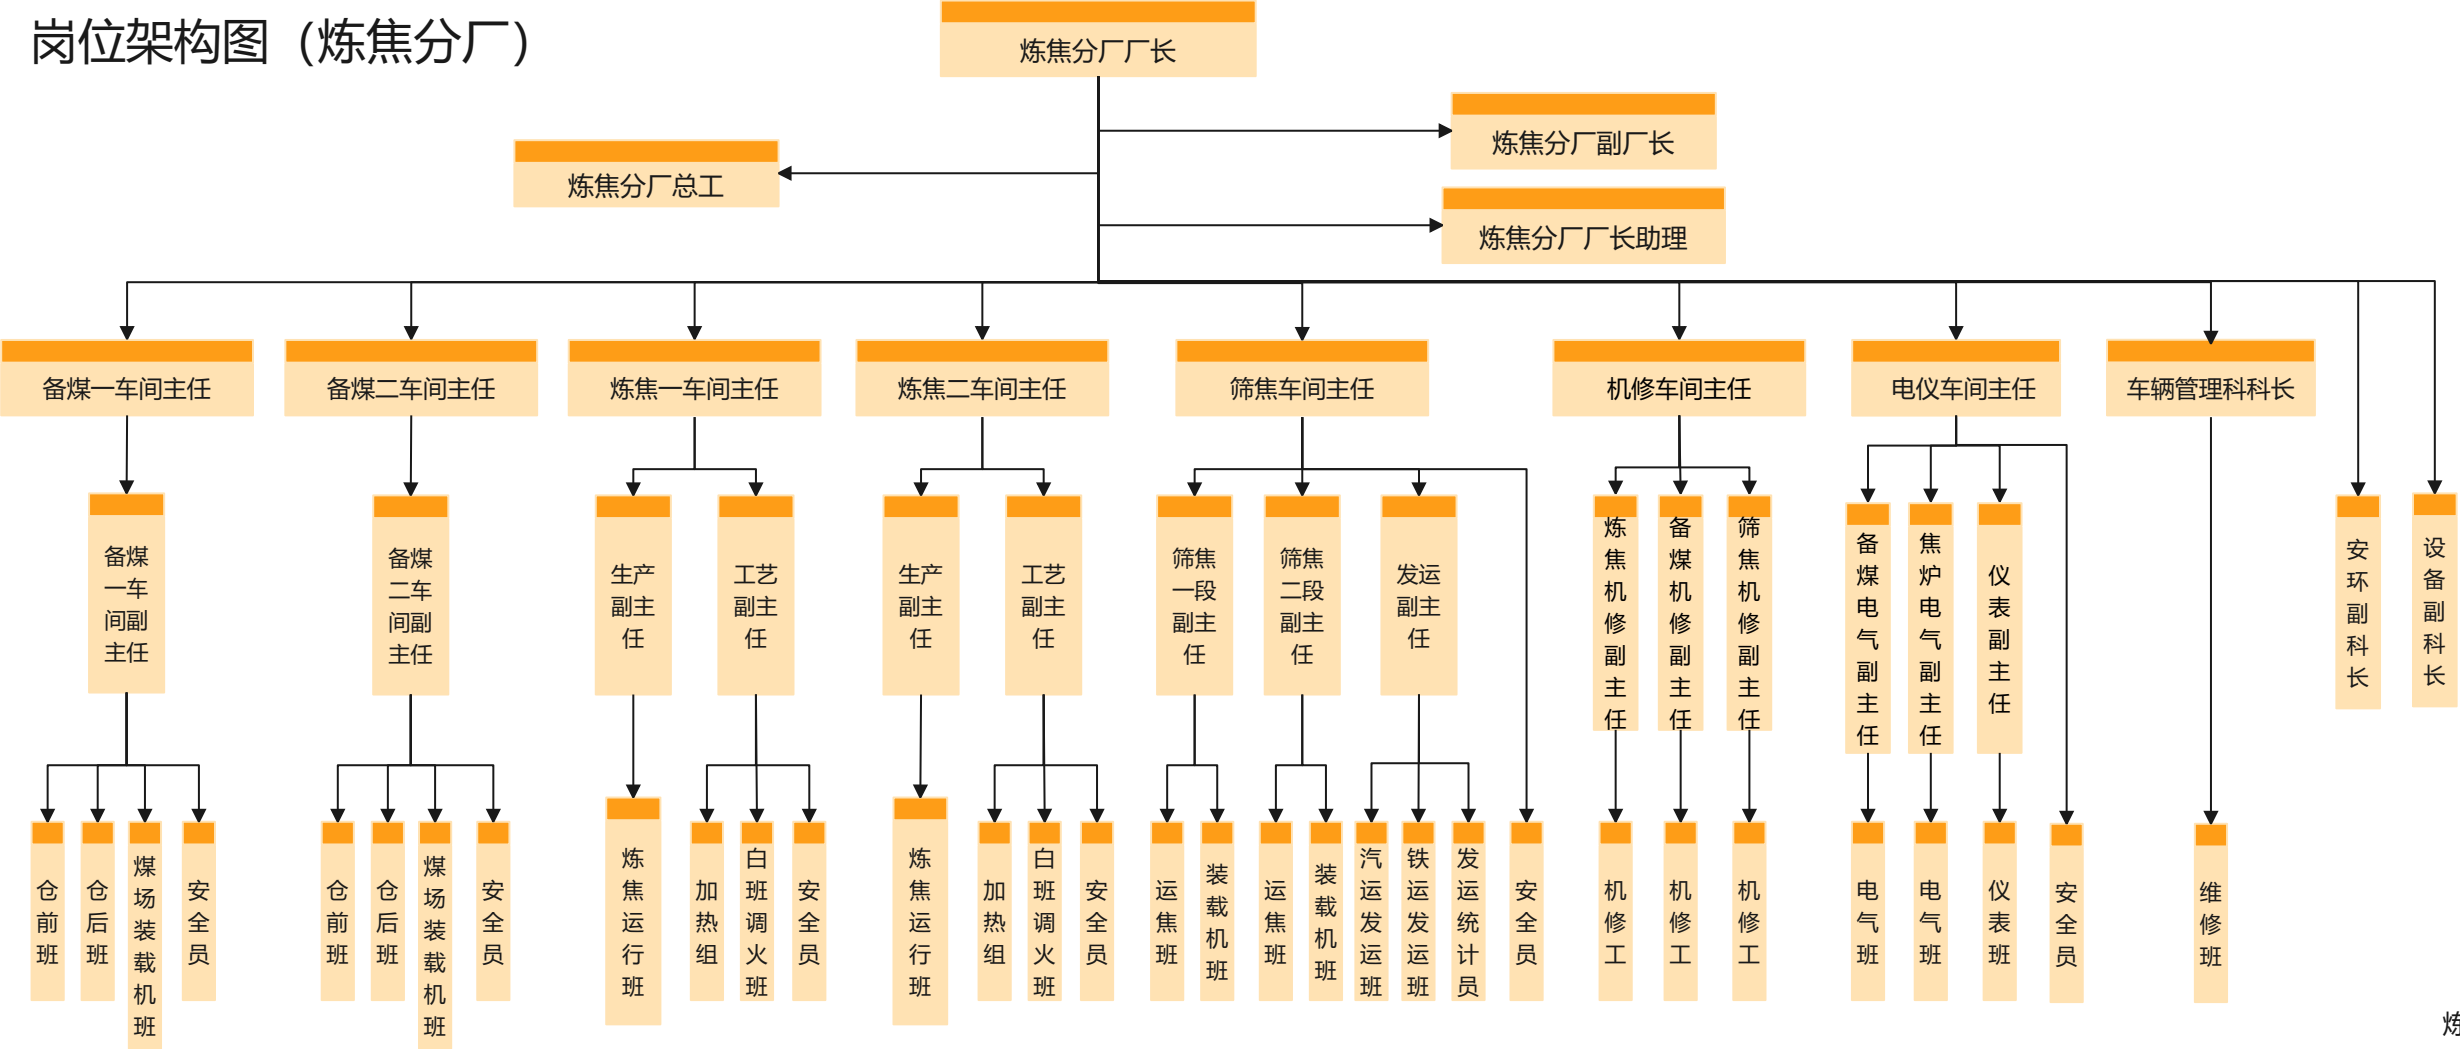 岗位架构图（炼焦分厂）
炼焦分厂厂长
炼焦分厂副厂长
炼焦分厂总工
炼焦分厂厂长助理
备煤一车间主任
备煤二车间主任
炼焦一车间主任
炼焦二车间主任
筛焦车间主任
机修车间主任
电仪车间主任
车辆管理科科长
备煤
一车
间副
主任
备煤
二车
间副
主任
生产
副主
任
工艺
副主
任
生产
副主
任
工艺
副主
任
筛焦
一段
副主
任
筛焦
二段
副主
任
发运
副主
任
炼焦机修副主任
备煤机修副主任
筛焦机修副主任
备煤电气副主任
焦炉电气副主任
仪表副主任
安环副科长
设备副科长
仓前班
仓后班
煤场装载机班
安全员
仓前班
仓后班
煤场装载机班
安全员
炼焦运行班
加热组
白班调火班
安全员
炼焦运行班
加热组
白班调火班
安全员
运焦班
装载机班
运焦班
装载机班
汽运发运班
铁运发运班
发运统计员
安全员
机修工
机修工
机修工
电气班
电气班
仪表班
安全员
维修班
炼